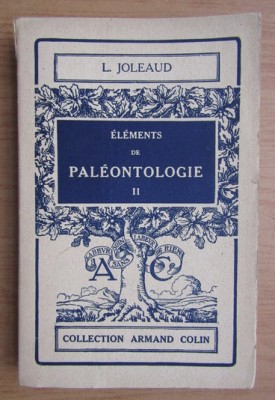 L. JOLEAUD
ÉLÉMENTS
DE
PALÉONTOLOGIE
II
A C
COLLECTION ARMAND COLIN